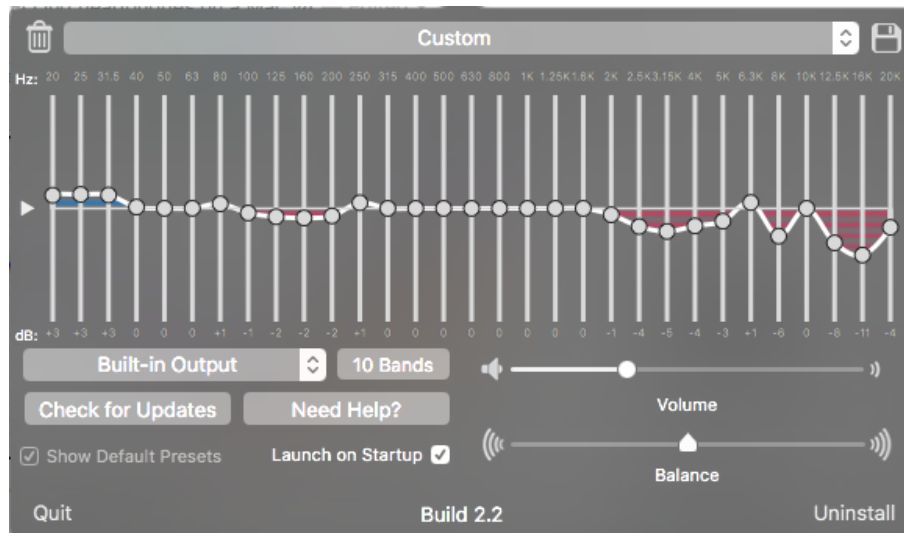 Custom
Hz: 20 25 31.5 40 50 63 80 100 125 160 200 250 315 400 500 630 800 1K 1.25K 1.6K 2K 2.5K 3.15K 4K 5K 6.3K 8K 10K 12.5K 16K 20K
dB: +3 +3 +3 0 0 0 +1 -1 -2 -2 -2 +1 0 0 0 0 0 0 0 0 -1 -4 -5 -4 -3 +1 -6 0 -8 -11 -4
Built-in Output 10 Bands
Volume
Check for Updates Need Help?
Show Default Presets Launch on Startup
Balance
Quit Build 2.2 Uninstall